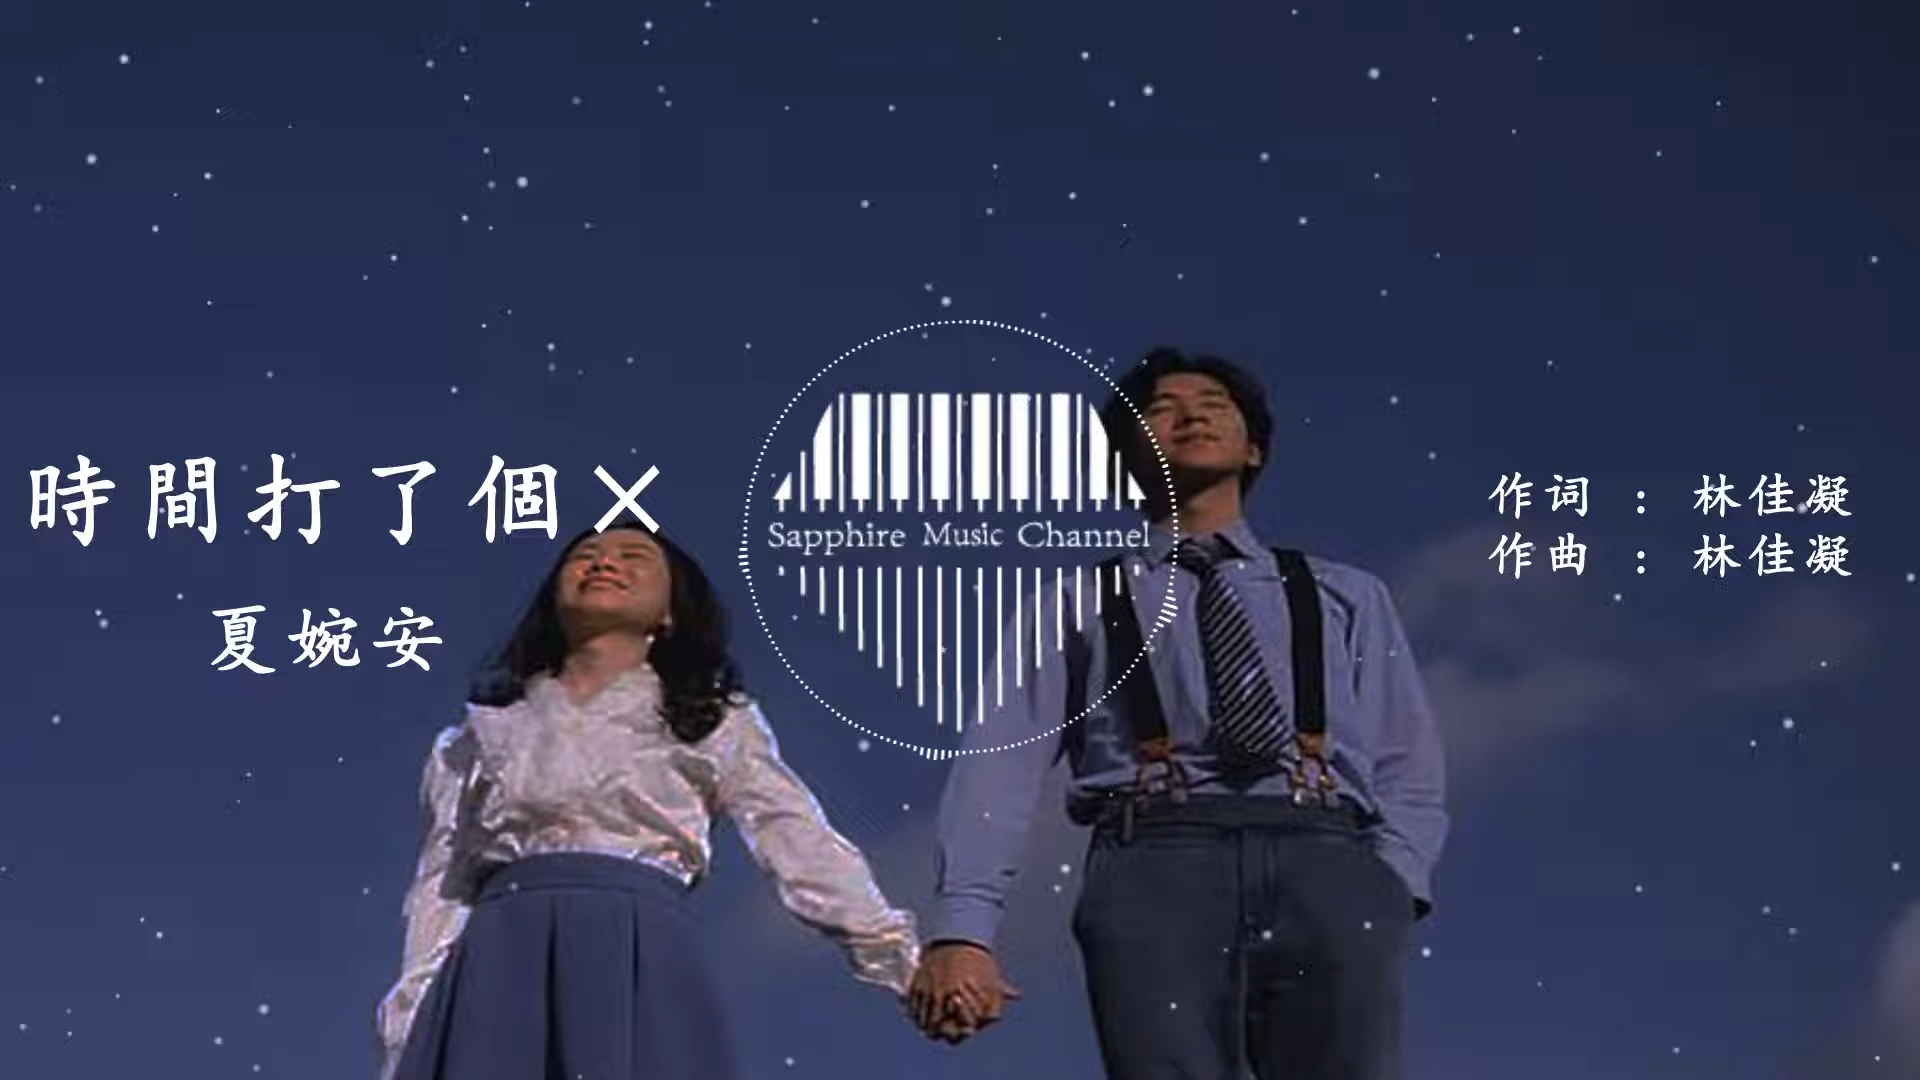 時間打了個×
夏婉安
Sapphire Music Channel
作词 : 林佳凝
作曲 : 林佳凝